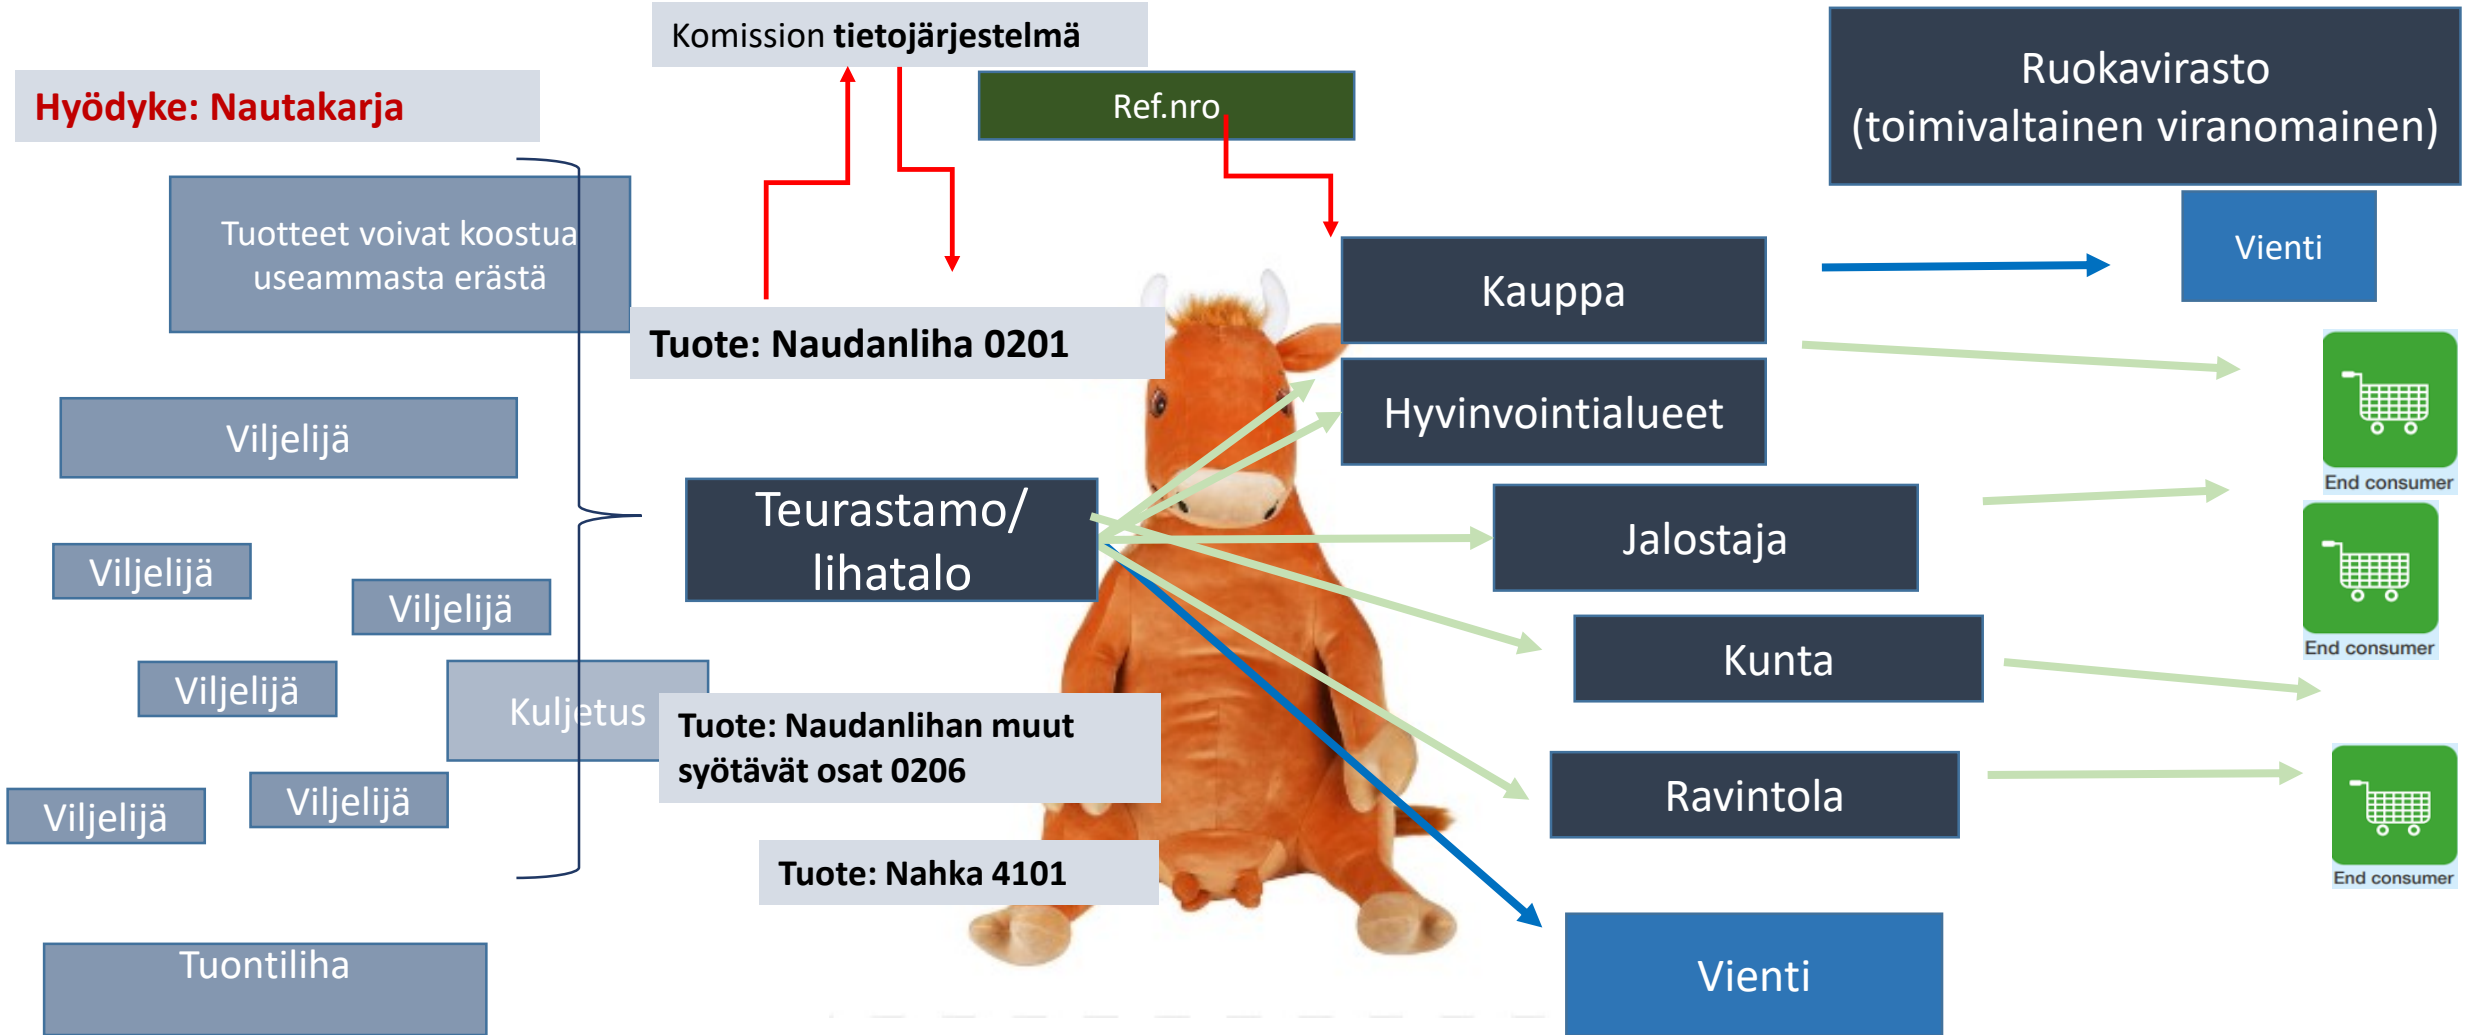 Komission tietojärjestelmä
Hyödyke: Nautakarja
Ref.nro
Ruokavirasto
(toimivaltainen viranomainen)
Tuotteet voivat koostua
useammasta erästä
Vienti
Kauppa
Tuote: Naudanliha 0201
Hyvinvointialueet
Viljelijä
End consumer
Teurastamo/
lihatalo
Jalostaja
Viljelijä
Viljelijä
End consumer
Kunta
Viljelijä
Kuljetus
Tuote: Naudanlihan muut
syötävät osat 0206
Ravintola
Viljelijä
Viljelijä
End consumer
Tuote: Nahka 4101
Tuontiliha
Vienti